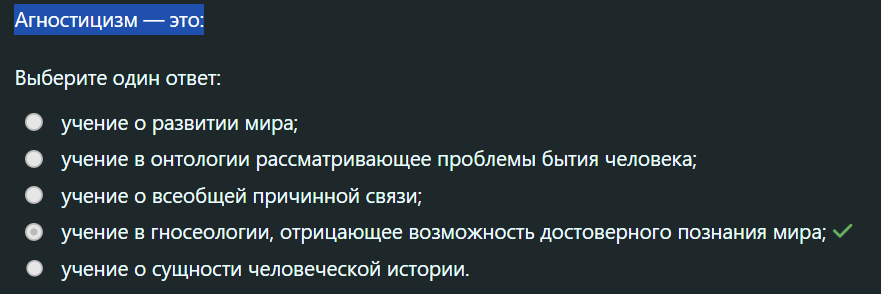 Агностицизм — это:
Выберите один ответ:
учение о развитии мира;
учение в онтологии рассматривающее проблемы бытия человека;
учение о всеобщей причинной связи;
учение в гносеологии, отрицающее возможность достоверного познания мира;
учение о сущности человеческой истории.